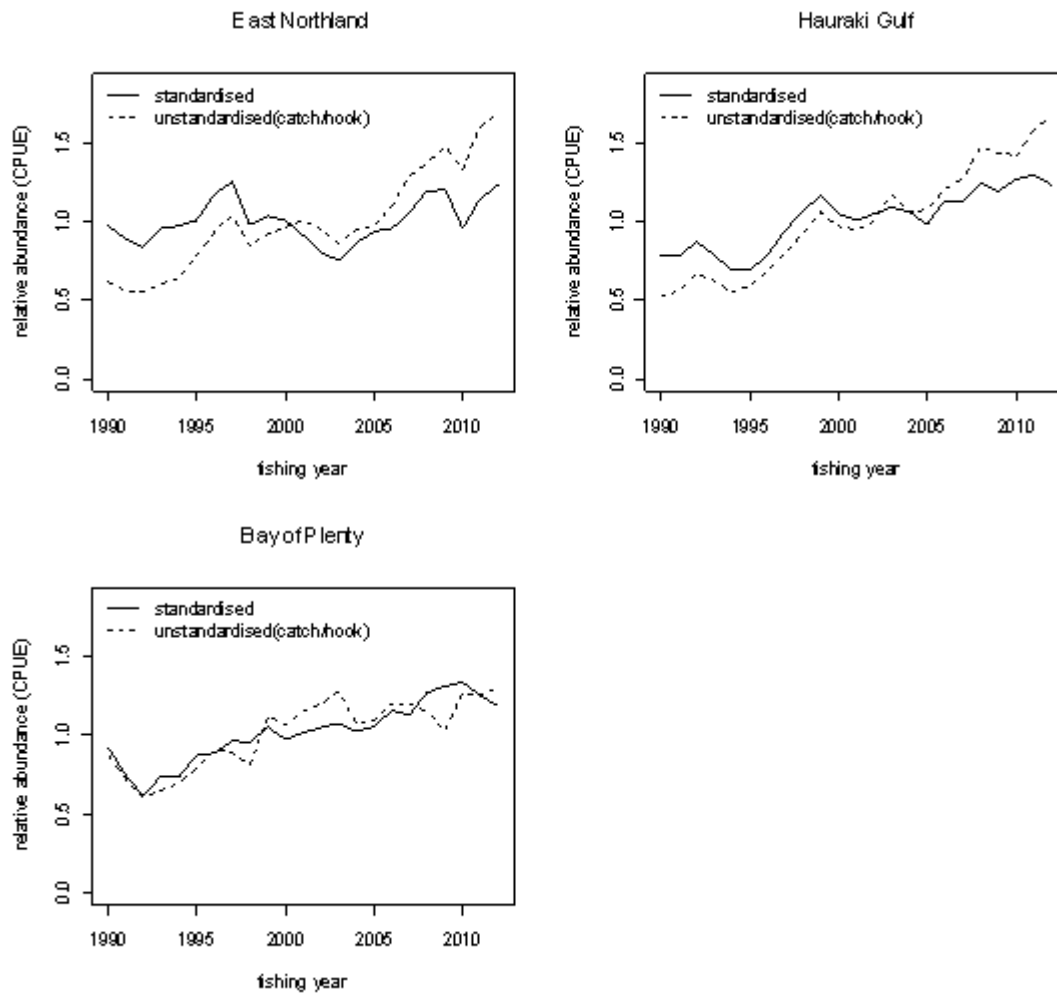 East Northland
standardised
unstandardised(catch/hook)
relative abundance (CPUE)
0.0 0.5 1.0 1.5
1990 1995 2000 2005 2010
fishing year
Hauraki Gulf
standardised
unstandardised(catch/hook)
relative abundance (CPUE)
0.0 0.5 1.0 1.5
1990 1995 2000 2005 2010
fishing year
Bay of Plenty
standardised
unstandardised(catch/hook)
relative abundance (CPUE)
0.0 0.5 1.0 1.5
1990 1995 2000 2005 2010
fishing year